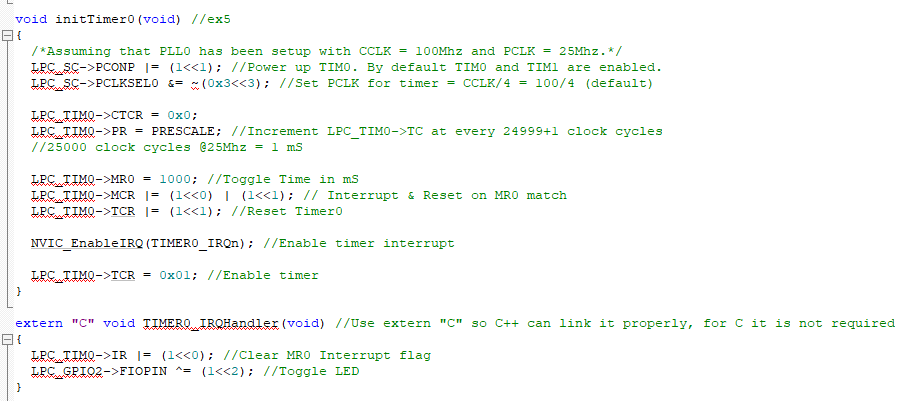 void initTimer0(void) //ex5
{
/*Assuming that PLL0 has been setup with CCLK = 100Mhz and PCLK = 25Mhz.*/
LPC_SC->PCONP |= (1<<1); //Power up TIM0. By default TIM0 and TIM1 are enabled.
LPC_SC->PCLKSEL0 &= ~(0x3<<3); //Set PCLK for timer = CCLK/4 = 100/4 (default)
LPC_TIM0->CTCR = 0x0;
LPC_TIM0->PR = PRESCALE; //Increment LPC_TIM0->TC at every 24999+1 clock cycles
//25000 clock cycles @25Mhz = 1 mS
LPC_TIM0->MR0 = 1000; //Toggle Time in mS
LPC_TIM0->MCR |= (1<<0) | (1<<1); // Interrupt & Reset on MR0 match
LPC_TIM0->TCR |= (1<<1); //Reset Timer0
NVIC_EnableIRQ(TIMER0_IRQn); //Enable timer interrupt
LPC_TIM0->TCR = 0x01; //Enable timer
}
extern "C" void TIMER0_IRQHandler(void) //Use extern "C" so C++ can link it properly, for C it is not required
{
LPC_TIM0->IR |= (1<<0); //Clear MR0 Interrupt flag
LPC_GPIO2->FIOPIN ^= (1<<2); //Toggle LED
}